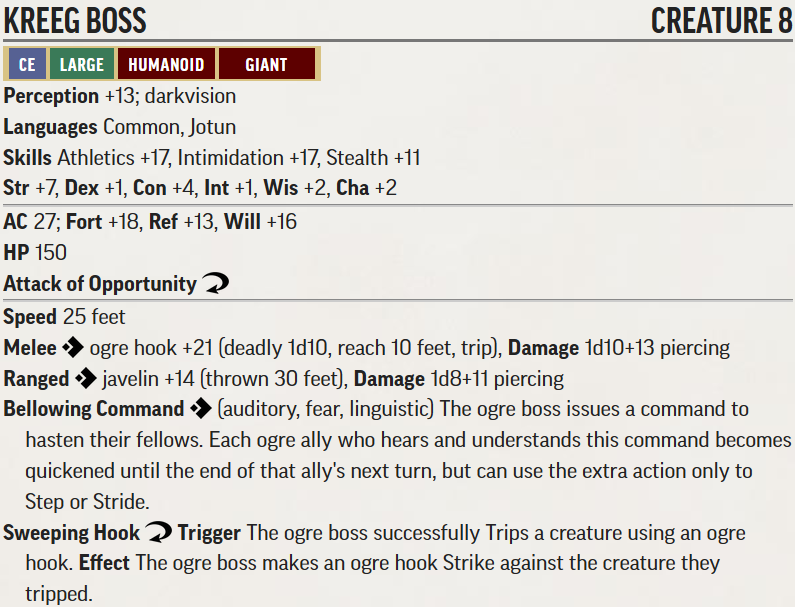 KREEG BOSS CREATURE 8
CE LARGE HUMANOID GIANT
Perception +13; darkvision
Languages Common, Jotun
Skills Athletics +17, Intimidation +17, Stealth +11
Str +7, Dex +1, Con +4, Int +1, Wis +2, Cha +2
AC 27; Fort +18, Ref +13, Will +16
HP 150
Attack of Opportunity
Speed 25 feet
Melee ogre hook +21 (deadly 1d10, reach 10 feet, trip), Damage 1d10+13 piercing
Ranged javelin +14 (thrown 30 feet), Damage 1d8+11 piercing
Bellowing Command (auditory, fear, linguistic) The ogre boss issues a command to
hasten their fellows. Each ogre ally who hears and understands this command becomes
quickened until the end of that ally's next turn, but can use the extra action only to
Step or Stride.
Sweeping Hook Trigger The ogre boss successfully Trips a creature using an ogre
hook. Effect The ogre boss makes an ogre hook Strike against the creature they
tripped.